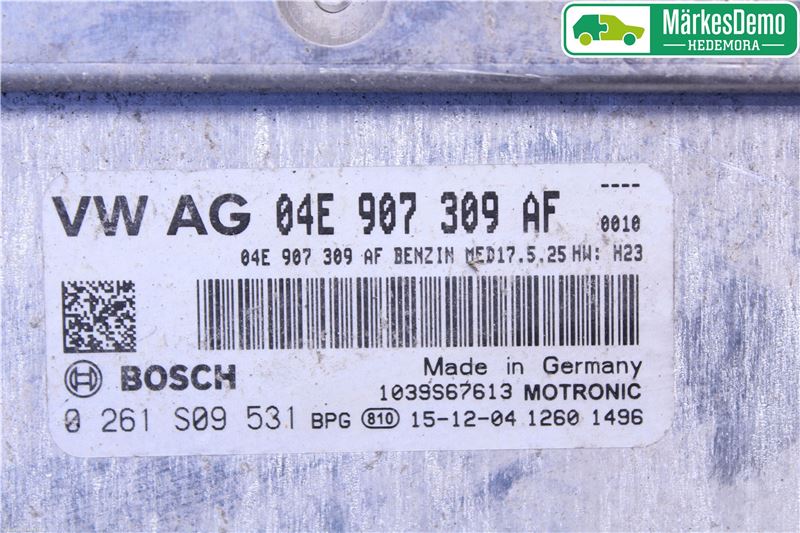 MärkesDemo
HEDEMORA
VW AG 04E 907 309 AF ----
0010
04E 907 309 AF BENZIN MED17.5.25 HW: H23
BOSCH
Made in Germany
1039S67613 MOTRONIC
0 261 S09 531 BPG 810 15-12-04 1260 1496